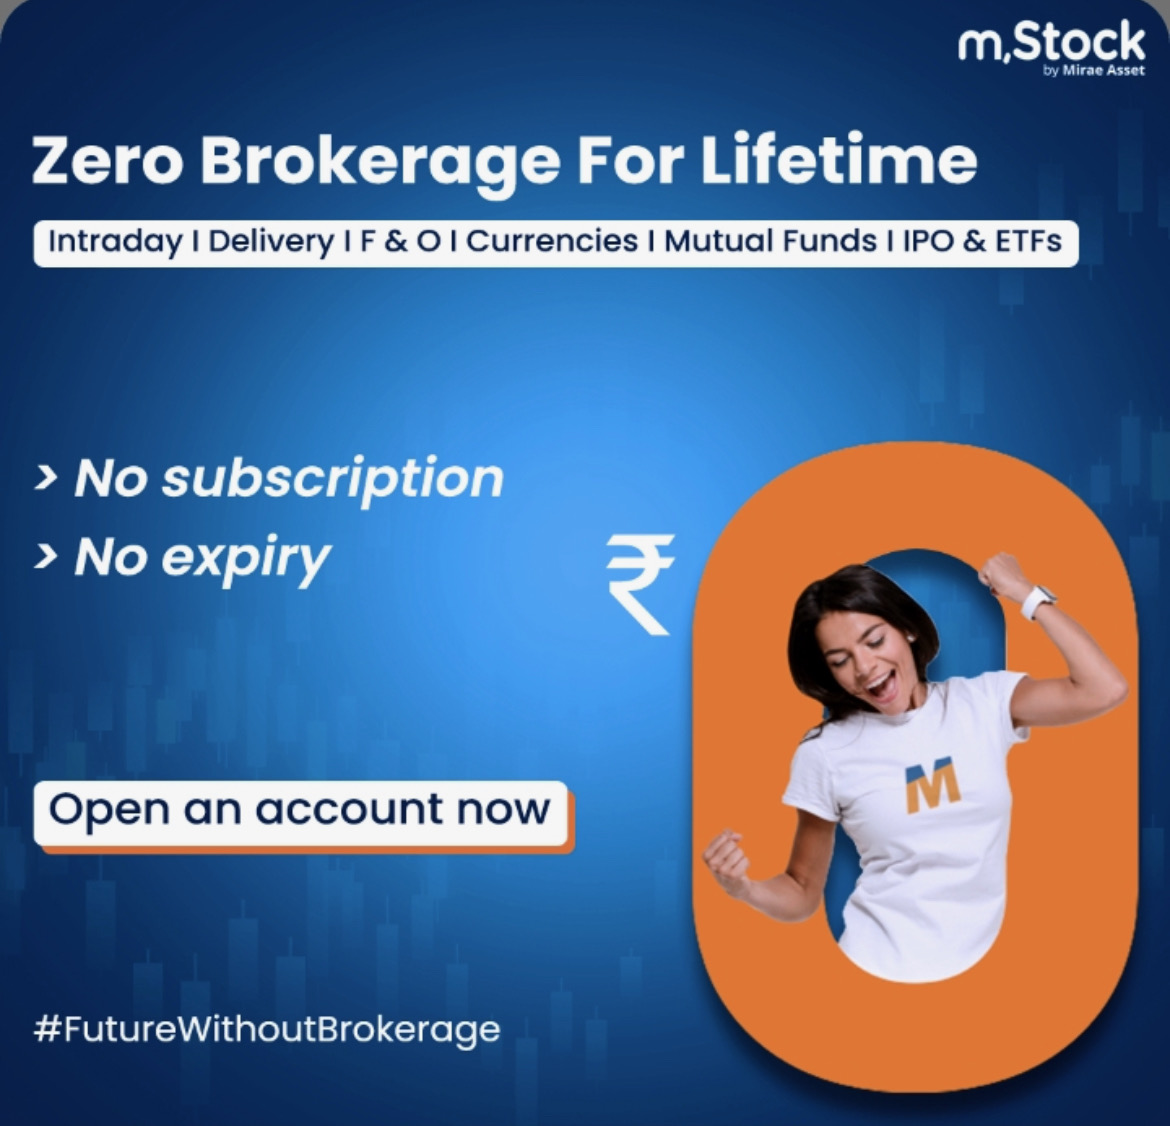 m.Stock
by Mirae Asset
Zero Brokerage For Lifetime
Intraday I Delivery I F & O I Currencies I Mutual Funds I IPO & ETFs
> No subscription
> No expiry
₹0
M
Open an account now
#FutureWithoutBrokerage